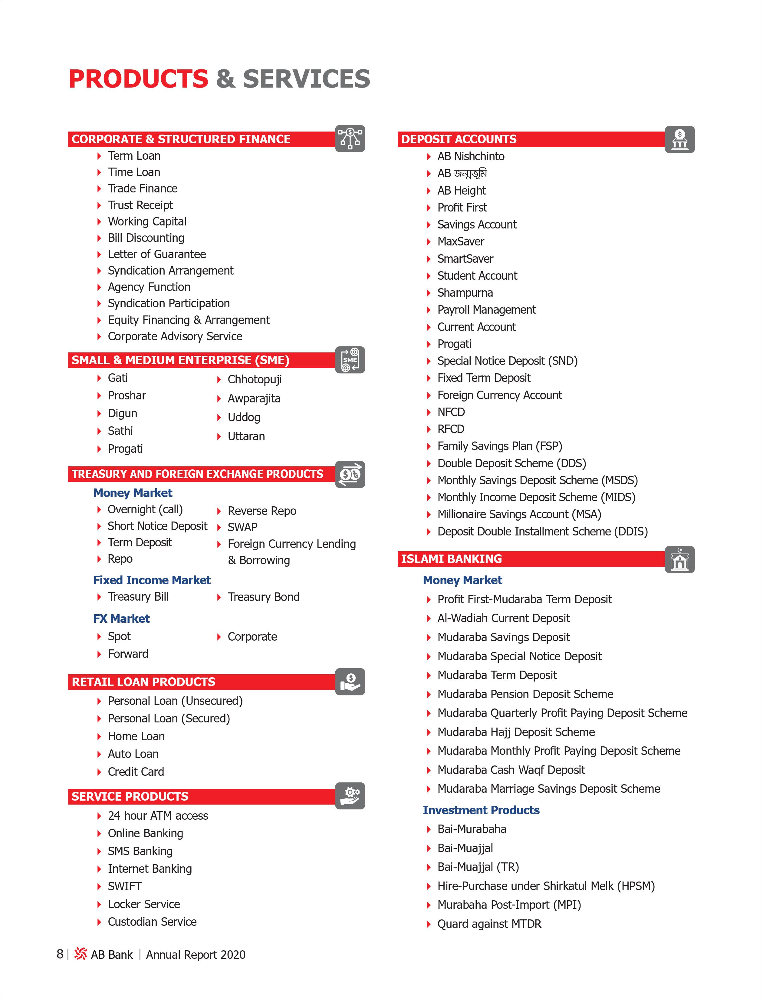 PRODUCTS & SERVICES
CORPORATE & STRUCTURED FINANCE
Term Loan
Time Loan
Trade Finance
Trust Receipt
Working Capital
Bill Discounting
Letter of Guarantee
Syndication Arrangement
Agency Function
Syndication Participation
Equity Financing & Arrangement
Corporate Advisory Service
SMALL & MEDIUM ENTERPRISE (SME)
SME
Gati
Proshar
Digun
Sathi
Progati
Chhotopuji
Awparajita
Uddog
Uttaran
TREASURY AND FOREIGN EXCHANGE PRODUCTS
Money Market
Overnight (call)
Short Notice Deposit
Term Deposit
Repo
Reverse Repo
SWAP
Foreign Currency Lending
& Borrowing
Fixed Income Market
Treasury Bill
Treasury Bond
FX Market
Spot
Forward
Corporate
RETAIL LOAN PRODUCTS
Personal Loan (Unsecured)
Personal Loan (Secured)
Home Loan
Auto Loan
Credit Card
SERVICE PRODUCTS
24 hour ATM access
Online Banking
SMS Banking
Internet Banking
SWIFT
Locker Service
Custodian Service
DEPOSIT ACCOUNTS
AB Nishchinto
AB জন্মভূমি
AB Height
Profit First
Savings Account
MaxSaver
SmartSaver
Student Account
Shampurna
Payroll Management
Current Account
Progati
Special Notice Deposit (SND)
Fixed Term Deposit
Foreign Currency Account
NFCD
RFCD
Family Savings Plan (FSP)
Double Deposit Scheme (DDS)
Monthly Savings Deposit Scheme (MSDS)
Monthly Income Deposit Scheme (MIDS)
Millionaire Savings Account (MSA)
Deposit Double Installment Scheme (DDIS)
ISLAMI BANKING
Money Market
Profit First-Mudaraba Term Deposit
Al-Wadiah Current Deposit
Mudaraba Savings Deposit
Mudaraba Special Notice Deposit
Mudaraba Term Deposit
Mudaraba Pension Deposit Scheme
Mudaraba Quarterly Profit Paying Deposit Scheme
Mudaraba Hajj Deposit Scheme
Mudaraba Monthly Profit Paying Deposit Scheme
Mudaraba Cash Waqf Deposit
Mudaraba Marriage Savings Deposit Scheme
Investment Products
Bai-Murabaha
Bai-Muajjal
Bai-Muajjal (TR)
Hire-Purchase under Shirkatul Melk (HPSM)
Murabaha Post-Import (MPI)
Quard against MTDR
8 | AB Bank | Annual Report 2020